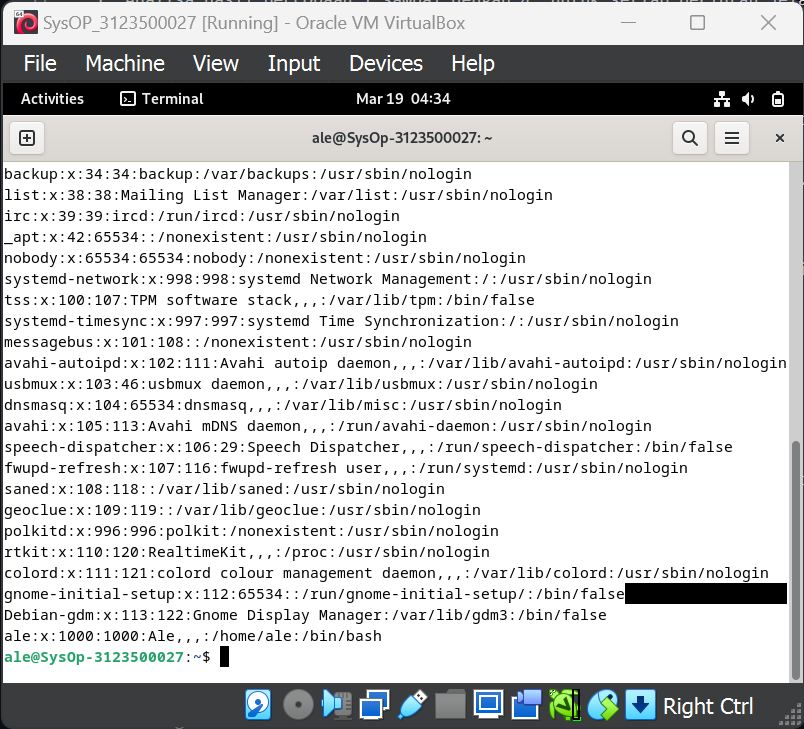 SysOP_3123500027 [Running] - Oracle VM VirtualBox
File Machine View Input Devices Help
Activities Terminal Mar 19 04:34
ale@SysOp-3123500027: ~
backup:x:34:34:backup:/var/backups:/usr/sbin/nologin
list:x:38:38:Mailing List Manager:/var/list:/usr/sbin/nologin
irc:x:39:39:ircd:/run/ircd:/usr/sbin/nologin
_apt:x:42:65534::/nonexistent:/usr/sbin/nologin
nobody:x:65534:65534:nobody:/nonexistent:/usr/sbin/nologin
systemd-network:x:998:998:systemd Network Management:/:/usr/sbin/nologin
tss:x:100:107:TPM software stack,,,:/var/lib/tpm:/bin/false
systemd-timesync:x:997:997:systemd Time Synchronization:/:/usr/sbin/nologin
messagebus:x:101:108::/nonexistent:/usr/sbin/nologin
avahi-autoipd:x:102:111:Avahi autoip daemon,,,:/var/lib/avahi-autoipd:/usr/sbin/nologin
usbmux:x:103:46:usbmux daemon,,,:/var/lib/usbmux:/usr/sbin/nologin
dnsmasq:x:104:65534:dnsmasq,,,:/var/lib/misc:/usr/sbin/nologin
avahi:x:105:113:Avahi mDNS daemon,,,:/run/avahi-daemon:/usr/sbin/nologin
speech-dispatcher:x:106:29:Speech Dispatcher,,,:/run/speech-dispatcher:/bin/false
fwupd-refresh:x:107:116:fwupd-refresh user,,,:/run/systemd:/usr/sbin/nologin
saned:x:108:118::/var/lib/saned:/usr/sbin/nologin
geoclue:x:109:119::/var/lib/geoclue:/usr/sbin/nologin
polkitd:x:996:996:polkit:/nonexistent:/usr/sbin/nologin
rtkit:x:110:120:RealtimeKit,,,:/proc:/usr/sbin/nologin
colord:x:111:121:colord colour management daemon,,,:/var/lib/colord:/usr/sbin/nologin
gnome-initial-setup:x:112:65534::/run/gnome-initial-setup/:/bin/false
Debian-gdm:x:113:122:Gnome Display Manager:/var/lib/gdm3:/bin/false
ale:x:1000:1000:Ale,,,:/home/ale:/bin/bash
ale@SysOp-3123500027:~$
Right Ctrl